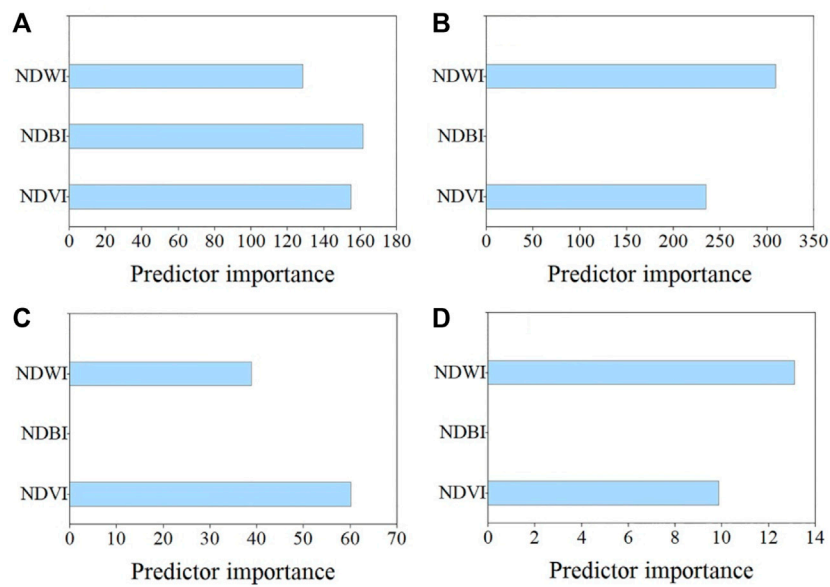 A
NDWI
NDBI
NDVI
0 20 40 60 80 100 120 140 160 180
Predictor importance
B
NDWI
NDBI
NDVI
0 50 100 150 200 250 300 350
Predictor importance
C
NDWI
NDBI
NDVI
0 10 20 30 40 50 60 70
Predictor importance
D
NDWI
NDBI
NDVI
0 2 4 6 8 10 12 14
Predictor importance